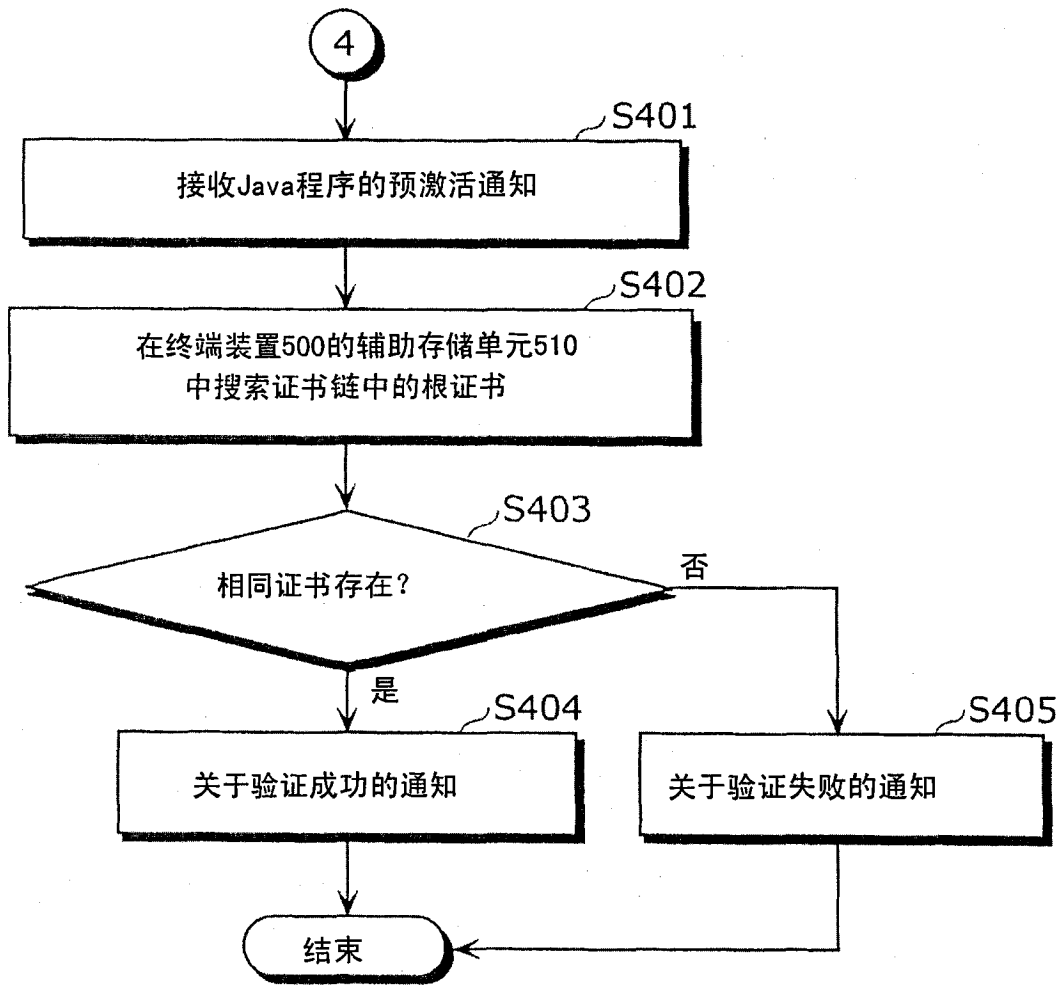 4
S401
接收Java程序的预激活通知
S402
在终端装置500的辅助存储单元510
中搜索证书链中的根证书
S403
相同证书存在?
否
是
S404
关于验证成功的通知
S405
关于验证失败的通知
结束